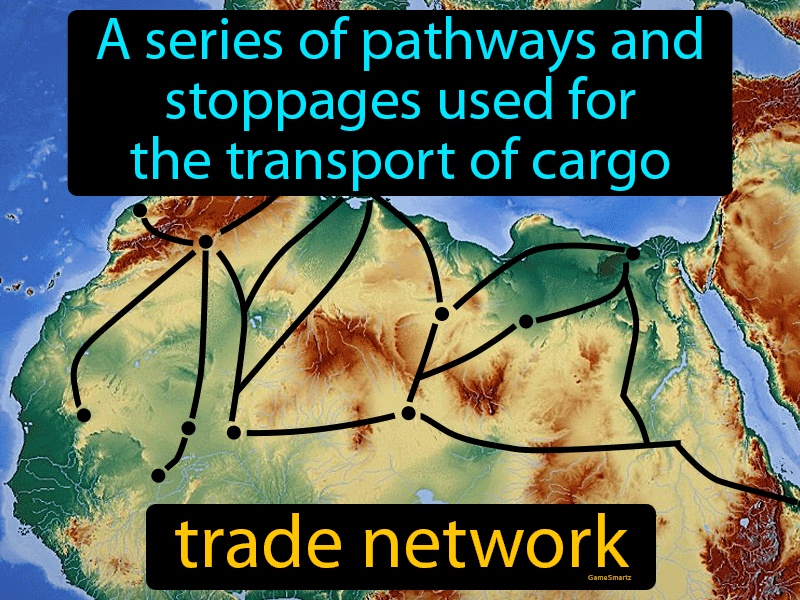 A series of pathways and
stoppages used for
the transport of cargo
trade network
GameSmartz